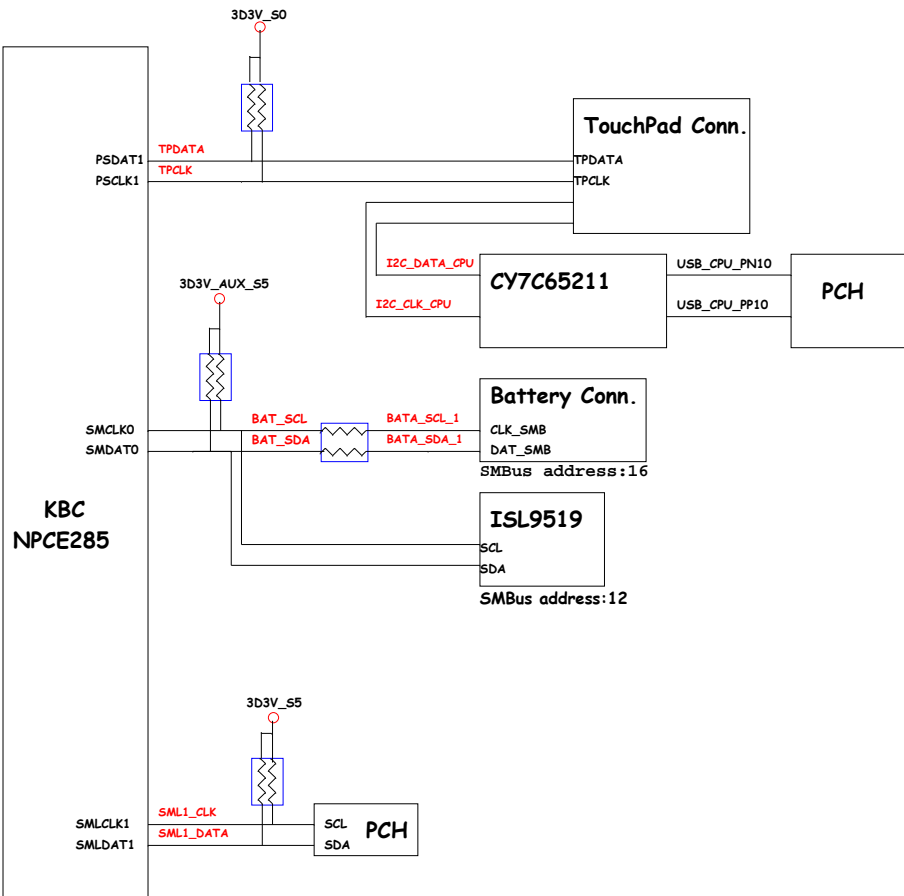 3D3V_S0
TouchPad Conn.
PSDAT1
TPDATA
TPDATA
PSCLK1
TPCLK
TPCLK
I2C_DATA_CPU
CY7C65211
USB_CPU_PN10
PCH
3D3V_AUX_S5
I2C_CLK_CPU
USB_CPU_PP10
Battery Conn.
SMCLK0
BAT_SCL
BATA_SCL_1
CLK_SMB
SMDAT0
BAT_SDA
BATA_SDA_1
DAT_SMB
SMBus address:16
KBC
NPCE285
ISL9519
SCL
SDA
SMBus address:12
3D3V_S5
SMLCLK1
SML1_CLK
SCL
PCH
SMLDAT1
SML1_DATA
SDA